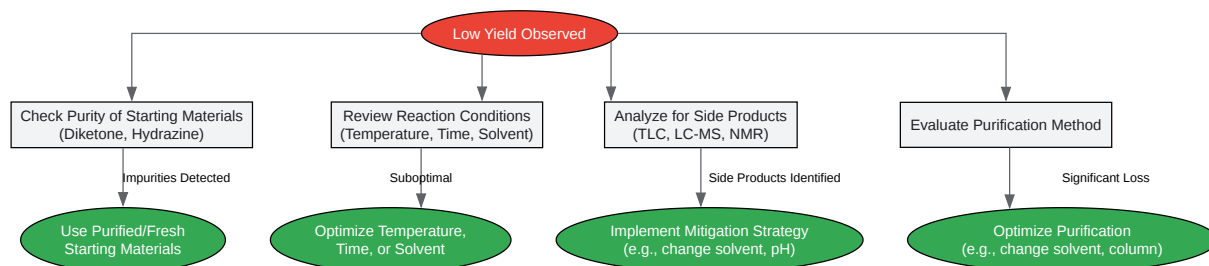 Low Yield Observed
Check Purity of Starting Materials
(Diketone, Hydrazine)
Review Reaction Conditions
(Temperature, Time, Solvent)
Analyze for Side Products
(TLC, LC-MS, NMR)
Evaluate Purification Method
Impurities Detected
Suboptimal
Side Products Identified
Significant Loss
Use Purified/Fresh
Starting Materials
Optimize Temperature,
Time, or Solvent
Implement Mitigation Strategy
(e.g., change solvent, pH)
Optimize Purification
(e.g., change solvent, column)